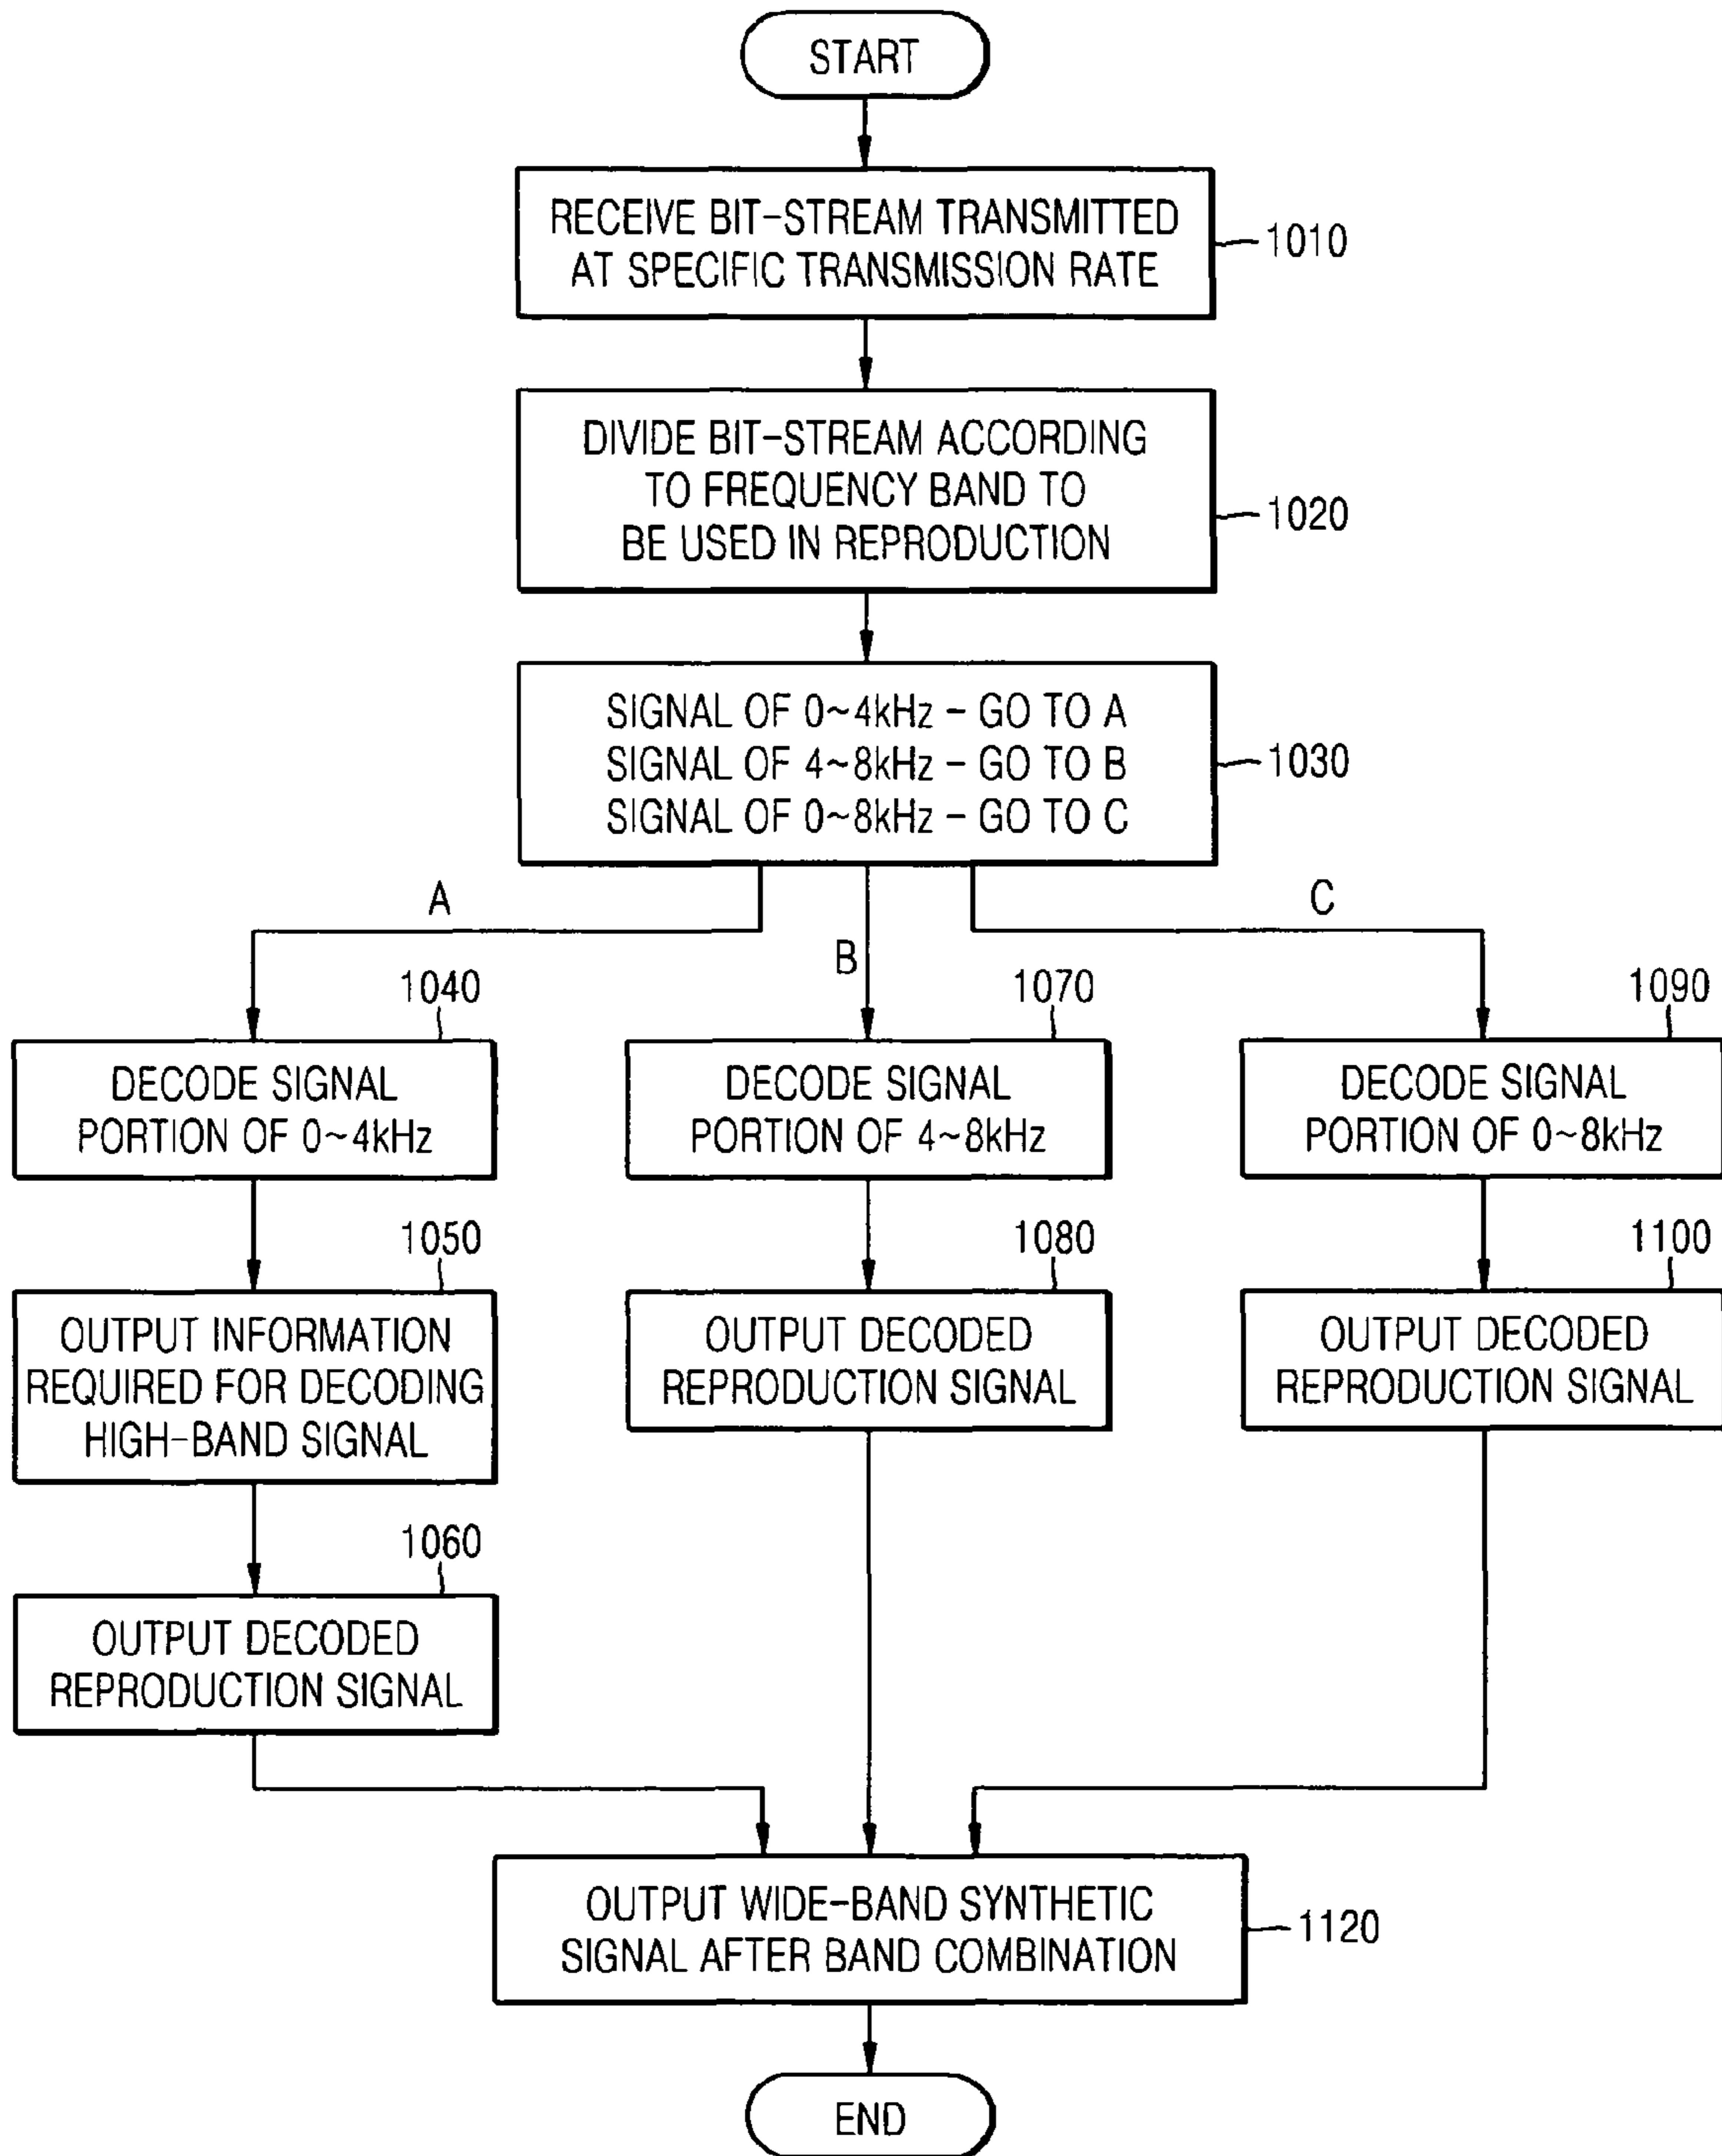 START
RECEIVE BIT-STREAM TRANSMITTED
AT SPECIFIC TRANSMISSION RATE
1010
DIVIDE BIT-STREAM ACCORDING
TO FREQUENCY BAND TO
BE USED IN REPRODUCTION
1020
SIGNAL OF 0~4kHz - GO TO A
SIGNAL OF 4~8kHz - GO TO B
SIGNAL OF 0~8kHz - GO TO C
1030
A
B
C
1040
DECODE SIGNAL
PORTION OF 0~4kHz
1070
DECODE SIGNAL
PORTION OF 4~8kHz
1090
DECODE SIGNAL
PORTION OF 0~8kHz
1050
OUTPUT INFORMATION
REQUIRED FOR DECODING
HIGH-BAND SIGNAL
1080
OUTPUT DECODED
REPRODUCTION SIGNAL
1100
OUTPUT DECODED
REPRODUCTION SIGNAL
1060
OUTPUT DECODED
REPRODUCTION SIGNAL
OUTPUT WIDE-BAND SYNTHETIC
SIGNAL AFTER BAND COMBINATION
1120
END